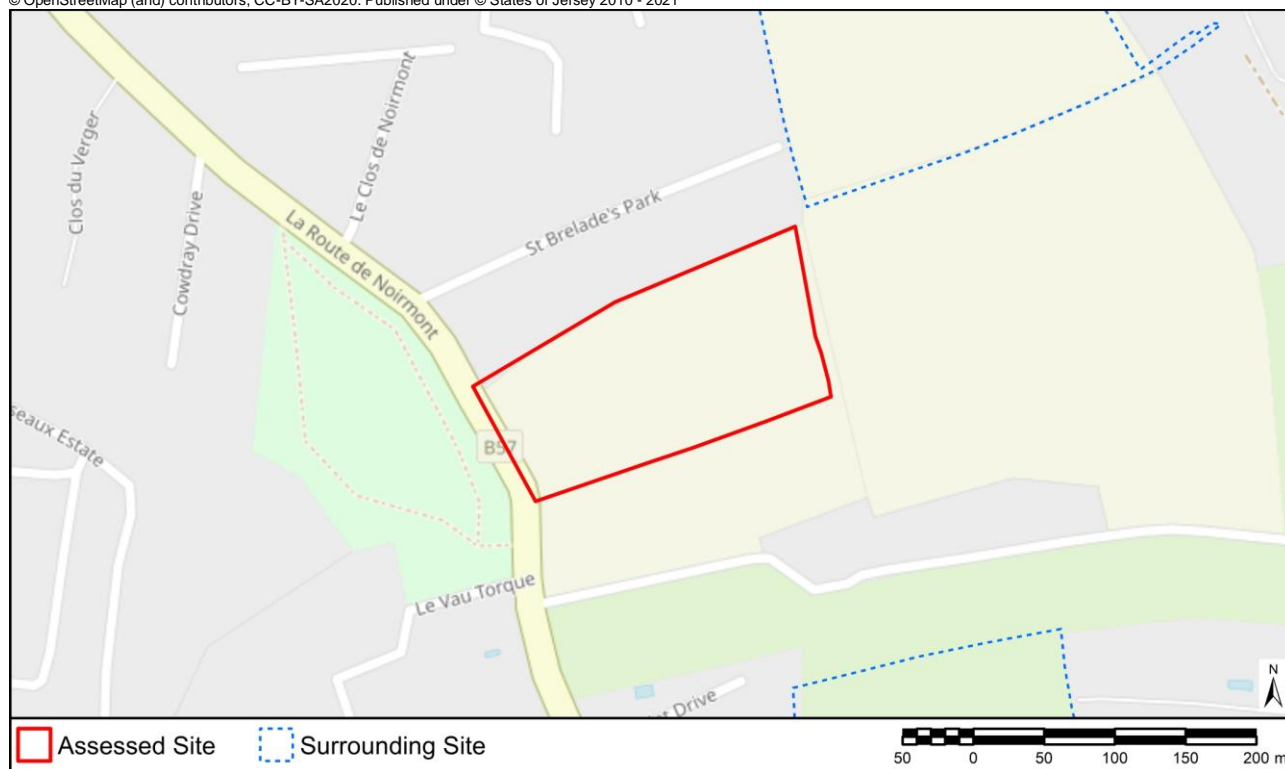 © OpenStreetMap (and) contributors, CC-BY-SA2020. Published under © States of Jersey 2010 - 2021
Clos du Verger
Cowdray Drive
Le Clos de Noirmont
La Route de Noirmont
St Brelade's Park
B57
seaux Estate
Le Vau Torque
Drive
N
Assessed Site
Surrounding Site
50 0 50 100 150 200 m